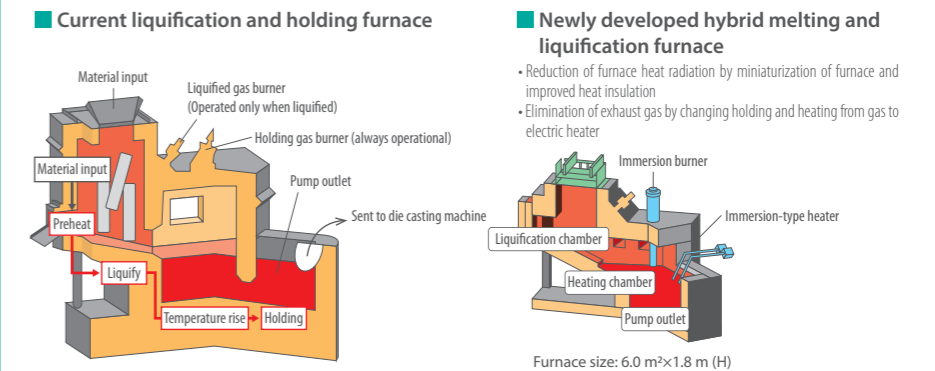 Current liquification and holding furnace
Material input
Liquified gas burner
(Operated only when liquified)
Holding gas burner (always operational)
Material input
Pump outlet
Preheat
Sent to die casting machine
Liquify
Temperature rise
Holding
Newly developed hybrid melting and
liquification furnace
• Reduction of furnace heat radiation by miniaturization of furnace and
improved heat insulation
• Elimination of exhaust gas by changing holding and heating from gas to
electric heater
Immersion burner
Immersion-type heater
Liquification chamber
Heating chamber
Pump outlet
Furnace size: 6.0 m²×1.8 m (H)